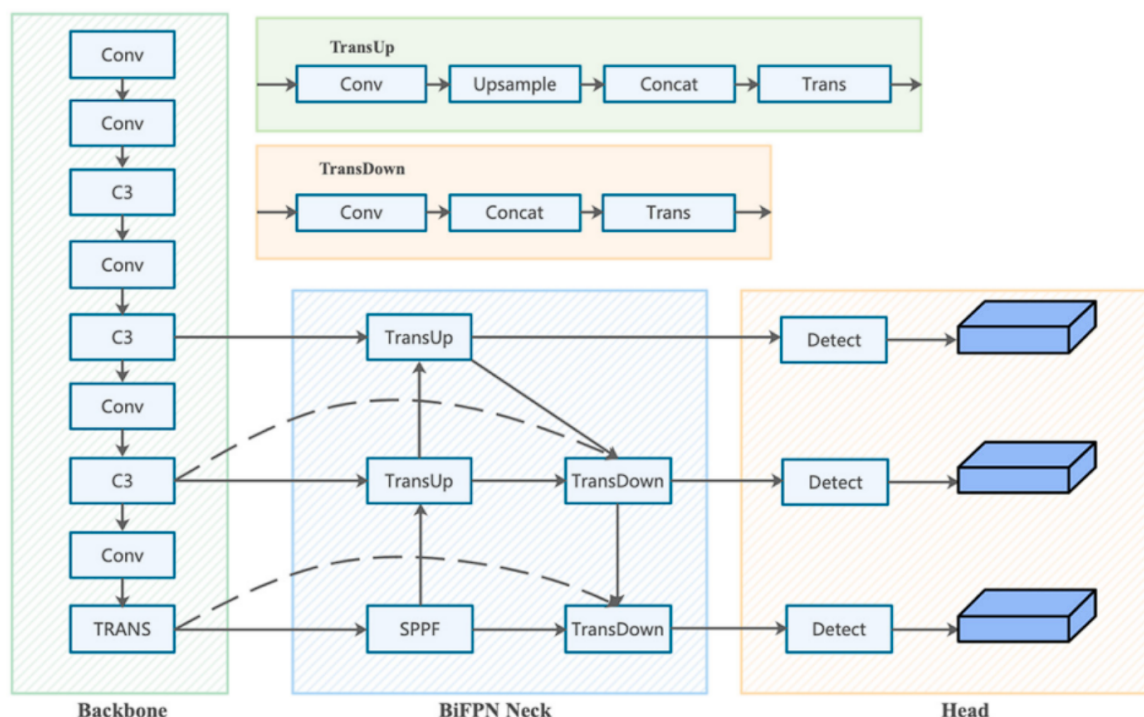 Conv
Conv
C3
Conv
C3
Conv
C3
Conv
TRANS
Backbone
TransUp
Conv
Upsample
Concat
Trans
TransDown
Conv
Concat
Trans
TransUp
TransUp
TransDown
SPPF
TransDown
BiFPN Neck
Detect
Detect
Detect
Head